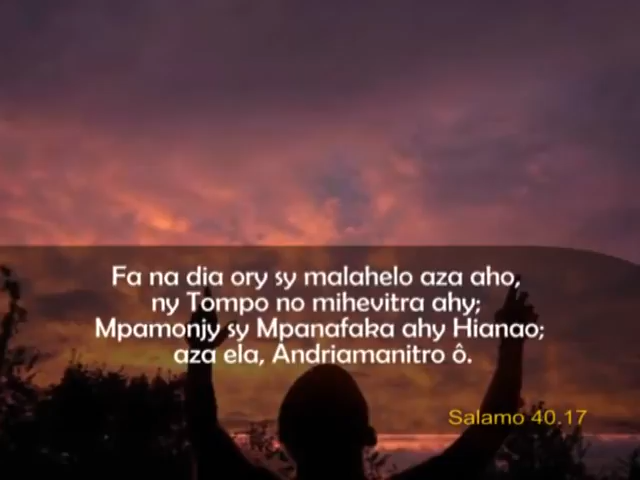 Fa na dia ory sy malahelo aza aho,
ny Tompo no mihevitra ahy;
Mpamonjy sy Mpanafaka ahy Hianao;
aza ela, Andriamanitro ô.
Salamo 40.17